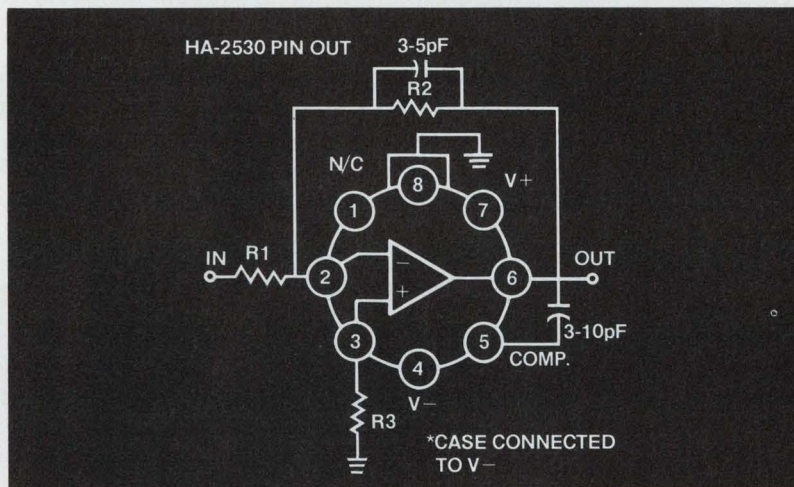 HA-2530 PIN OUT
3-5pF
R2
N/C
8
V+
1
7
IN
R1
2
−
+
6
OUT
3
5
3-10pF
4
COMP.
V−
R3
*CASE CONNECTED
TO V−